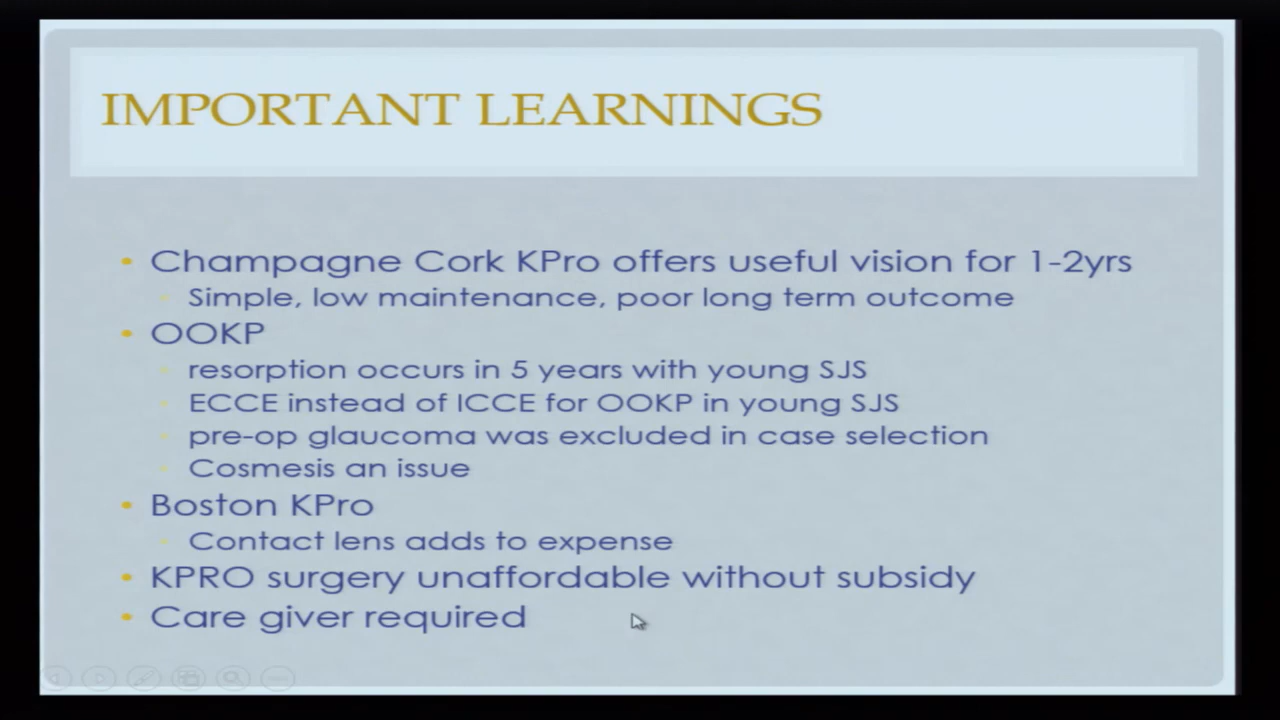 IMPORTANT LEARNINGS
Champagne Cork KPro offers useful vision for 1-2yrs
Simple, low maintenance, poor long term outcome
OOKP
resorption occurs in 5 years with young SJS
ECCE instead of ICCE for OOKP in young SJS
pre-op glaucoma was excluded in case selection
Cosmesis an issue
Boston KPro
Contact lens adds to expense
KPRO surgery unaffordable without subsidy
Care giver required